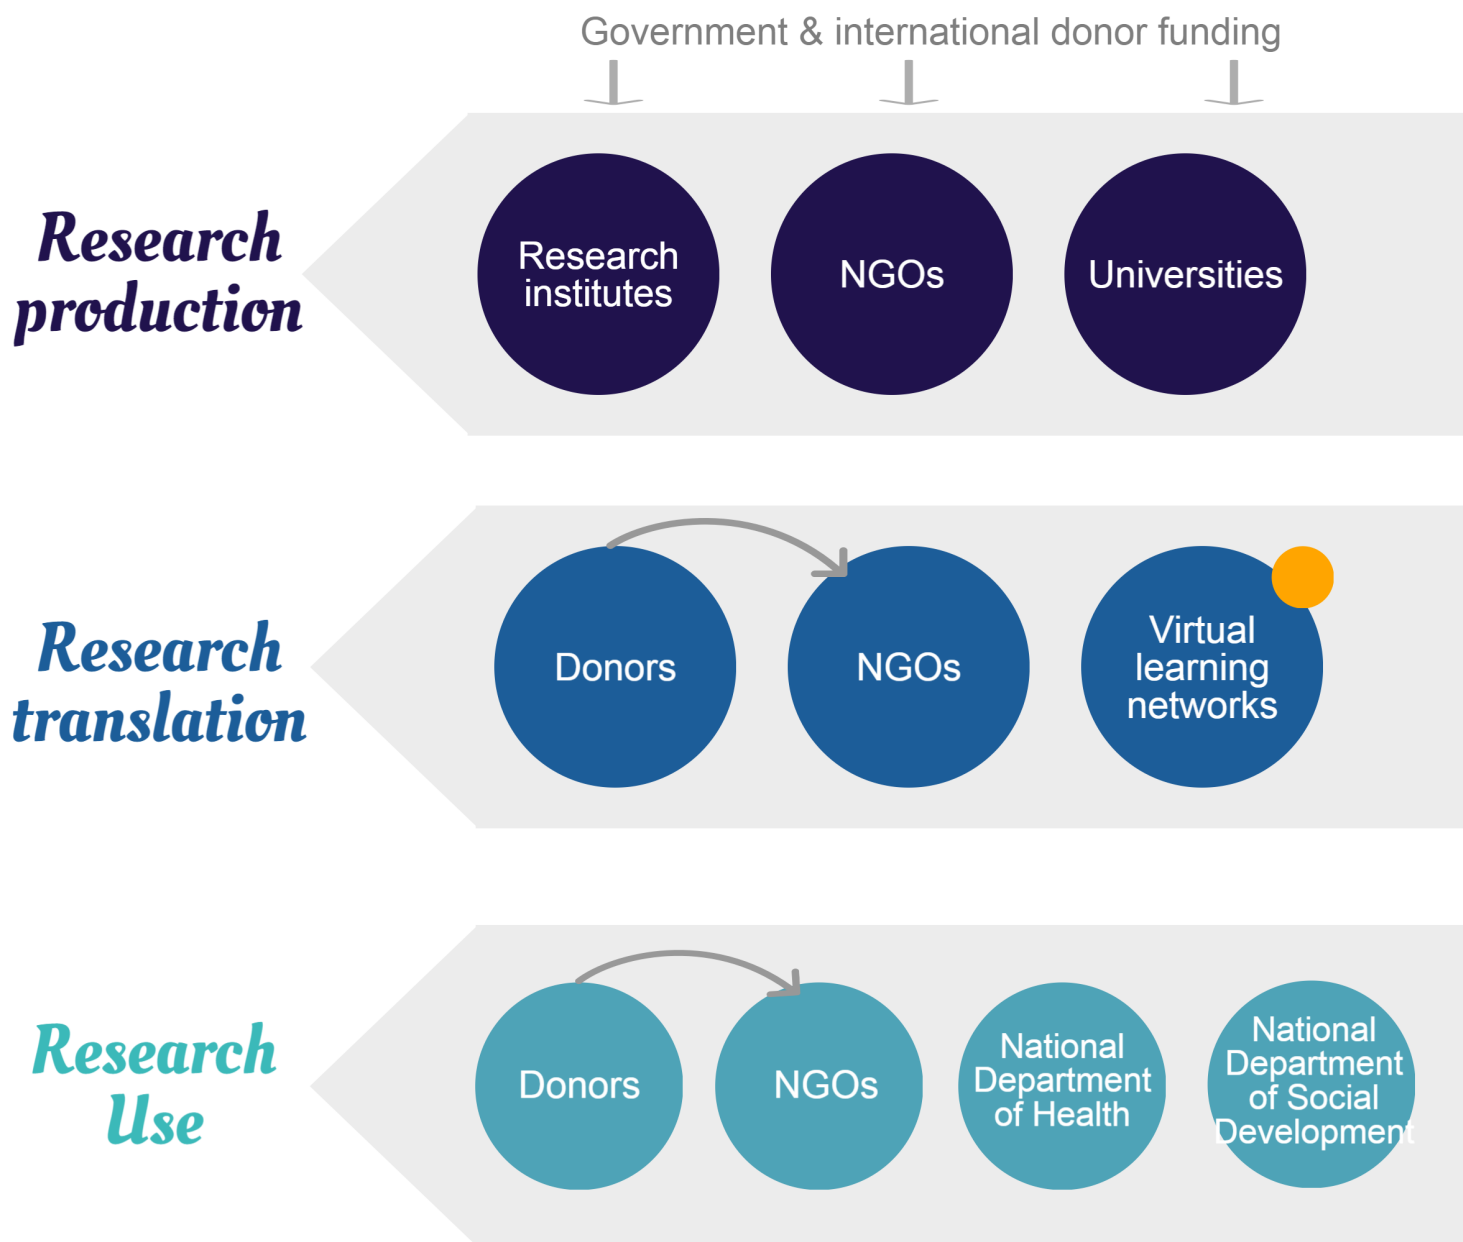 Government & international donor funding
Research
production
Research
institutes
NGOs
Universities
Research
translation
Donors
NGOs
Virtual
learning
networks
Research
Use
Donors
NGOs
National
Department
of Health
National
Department
of Social
Development